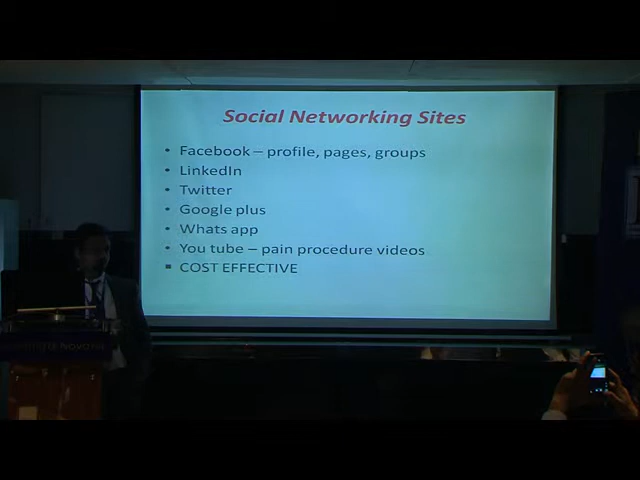 Social Networking Sites
• Facebook – profile, pages, groups
• LinkedIn
• Twitter
• Google plus
• Whats app
• You tube – pain procedure videos
▪ COST EFFECTIVE